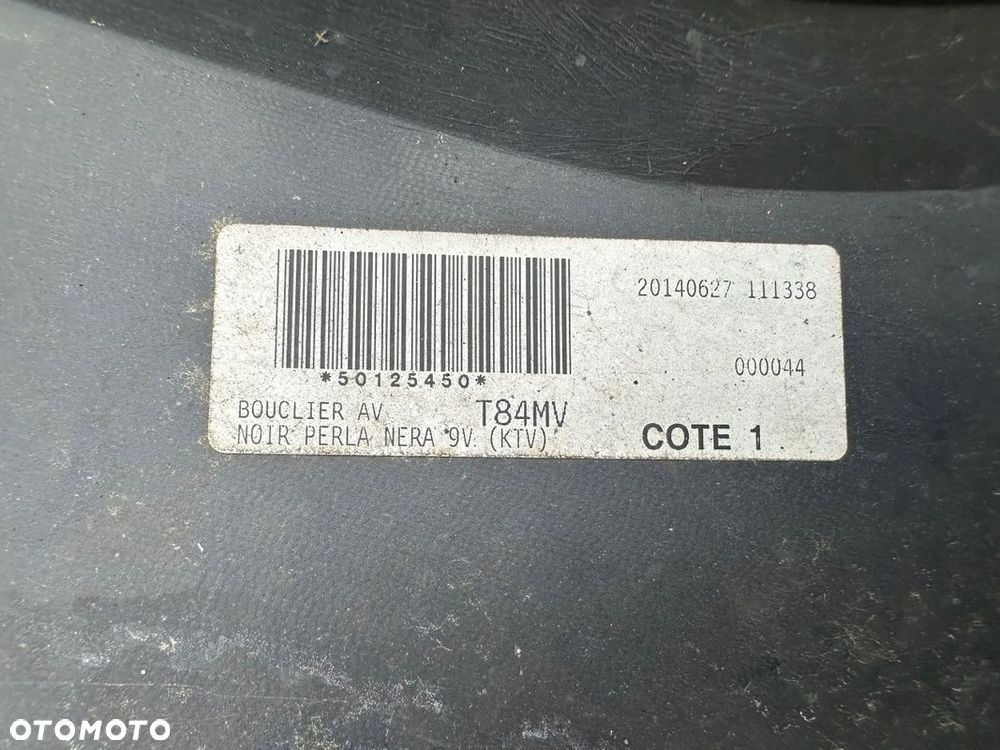 20140627 111338
*50125450*
000044
BOUCLIER AV T84MV
NOIR PERLA NERA 9V (KTV)
COTE 1
OTOMOTO